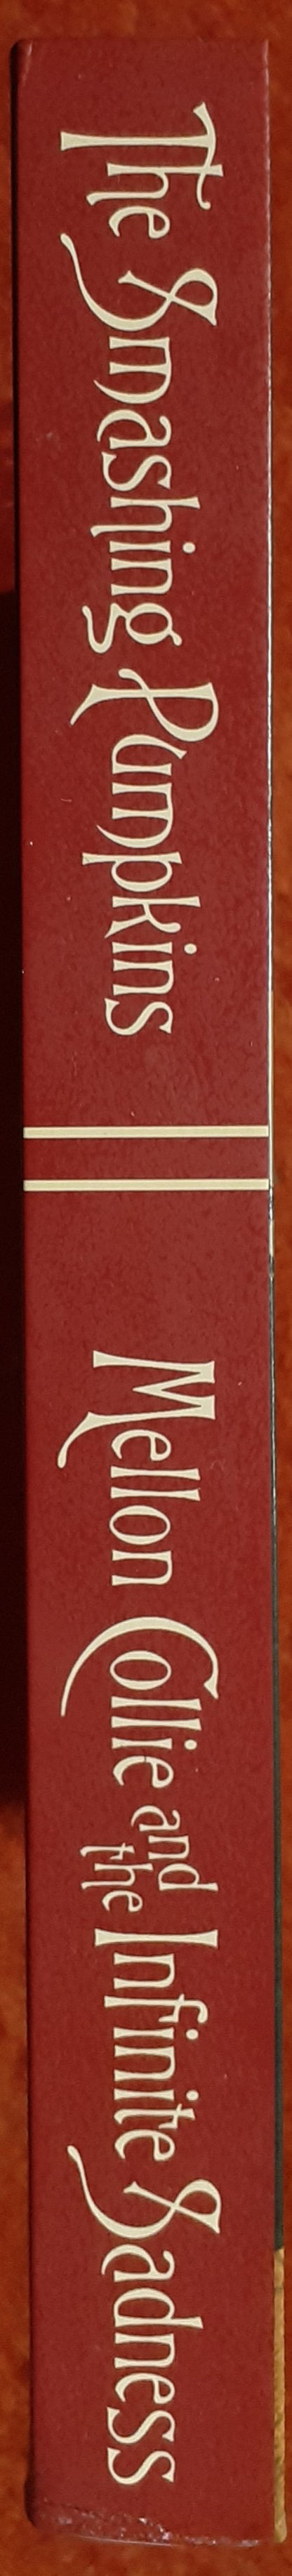 The Smashing Pumpkins
Mellon Collie and the Infinite Sadness